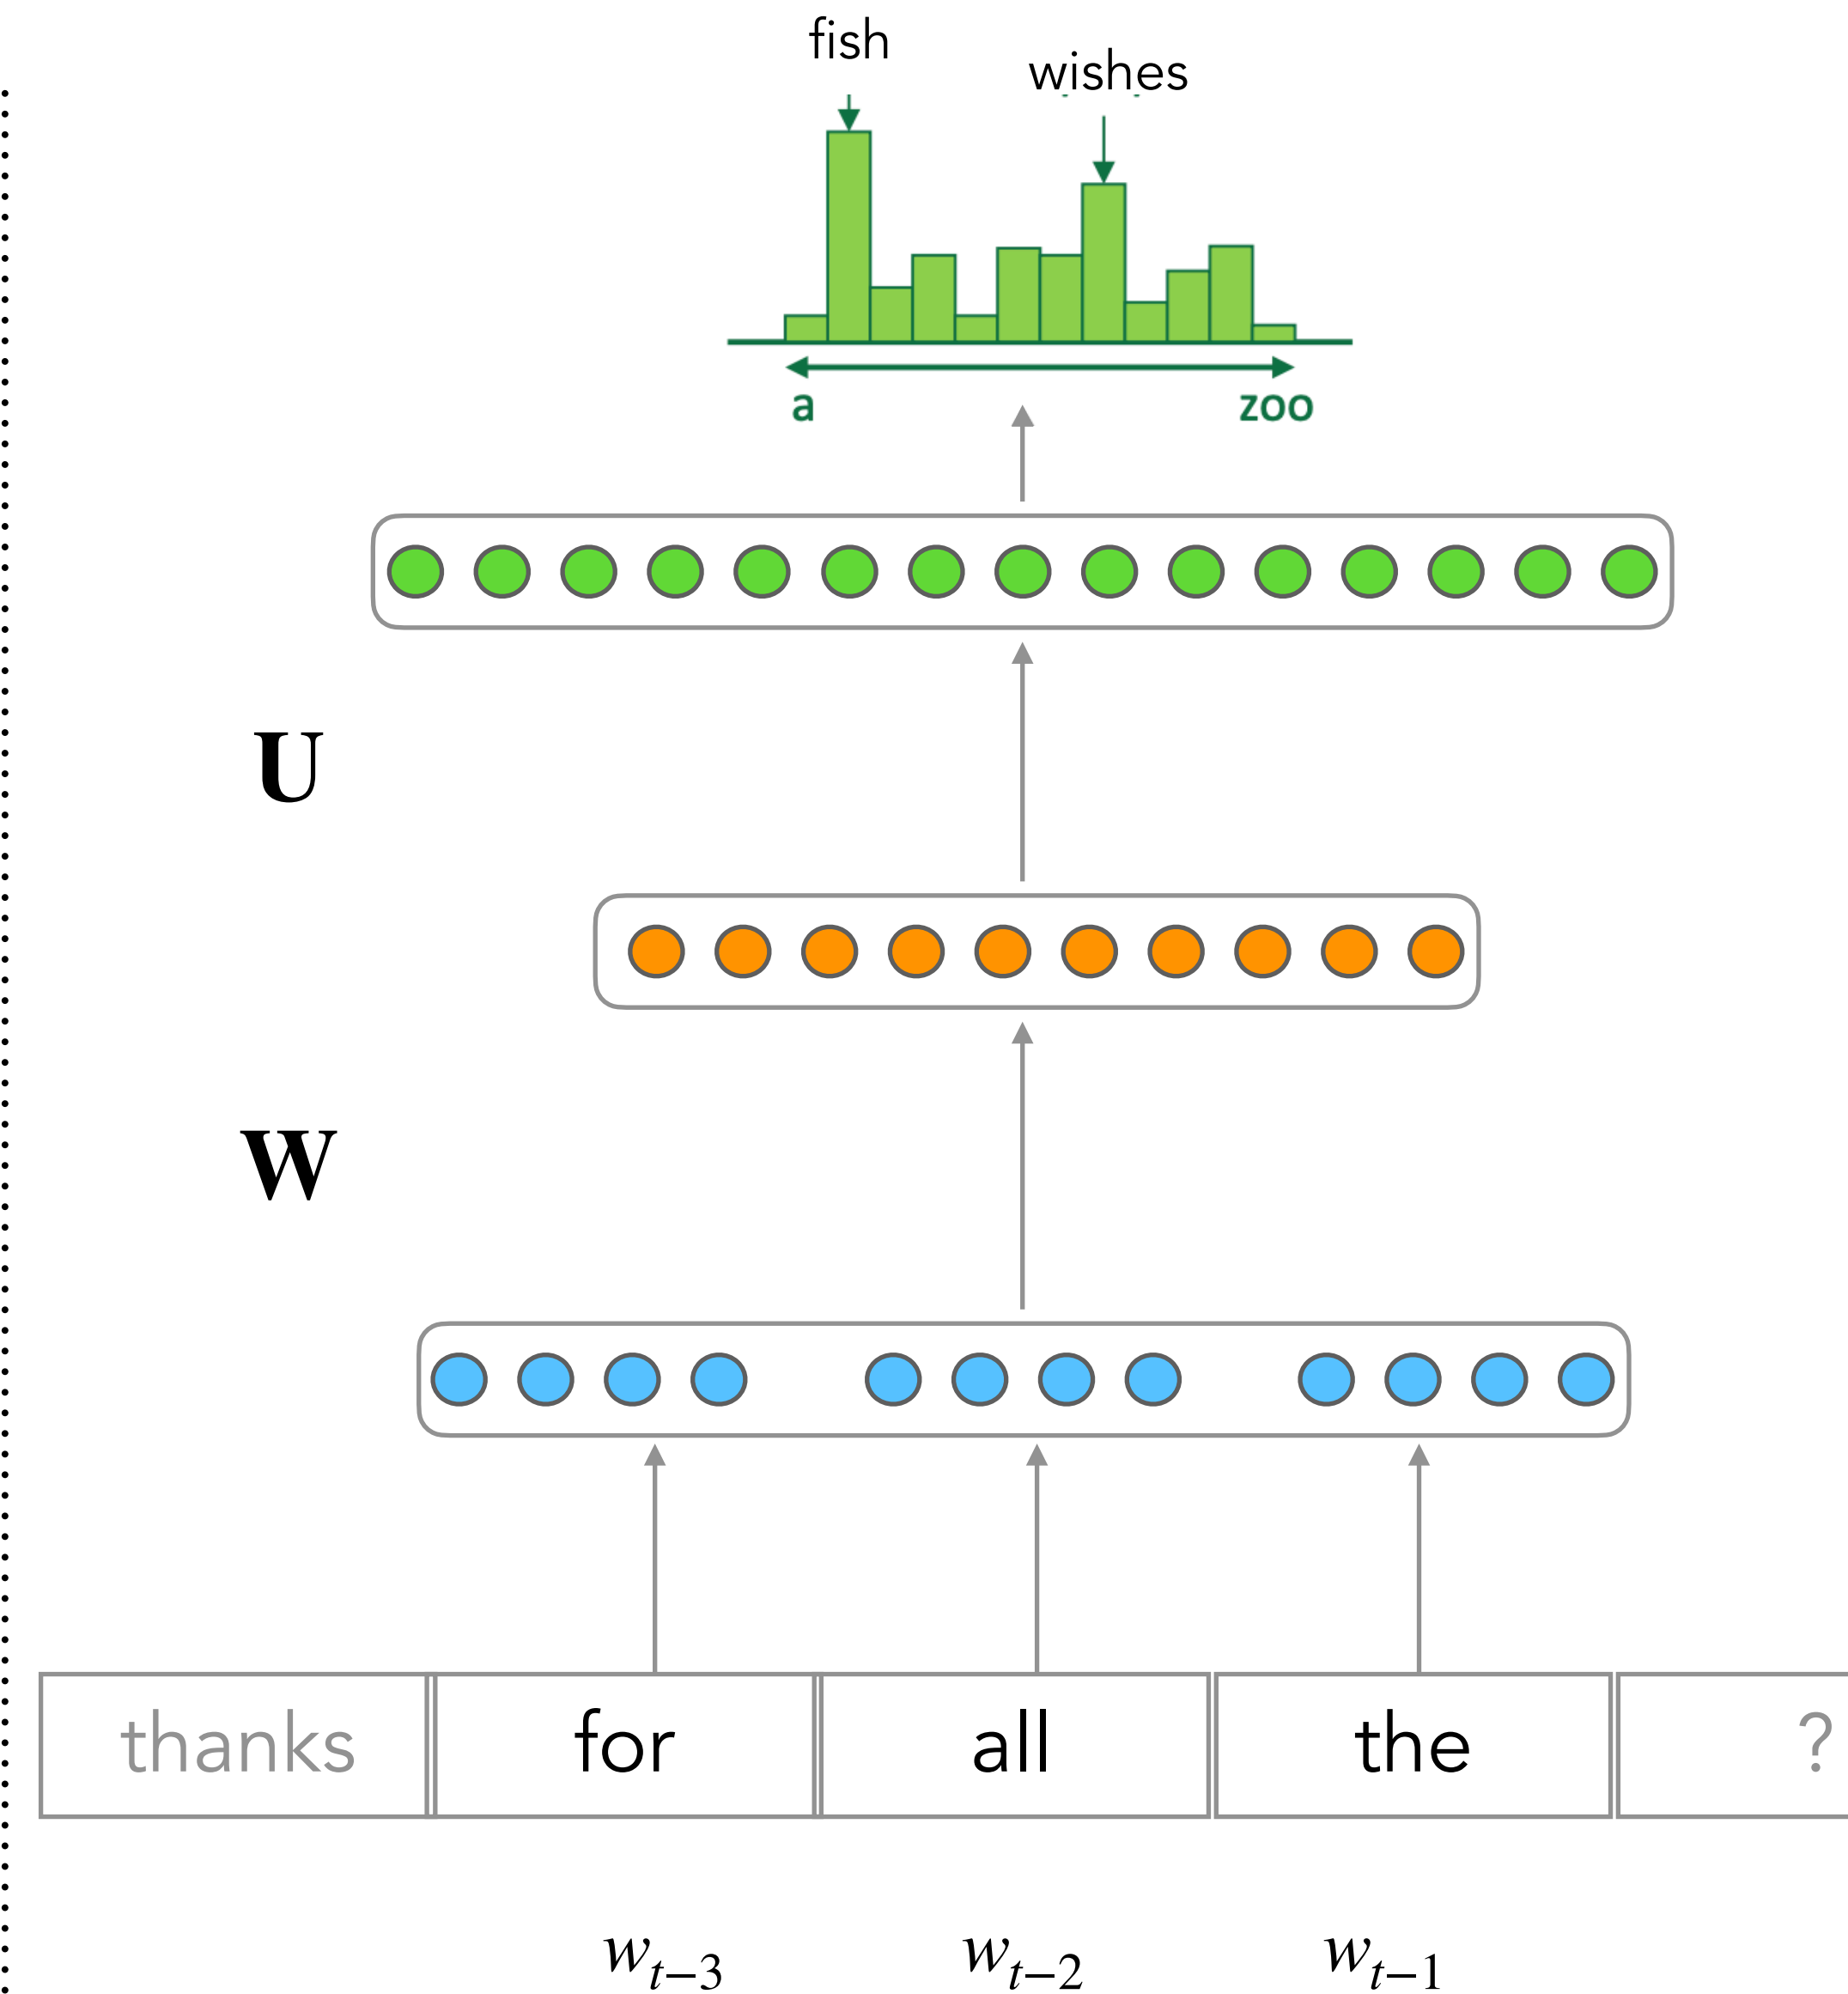 fish
wishes
a zoo
U
W
thanks for all the ?
w_{t−3} w_{t−2} w_{t−1}